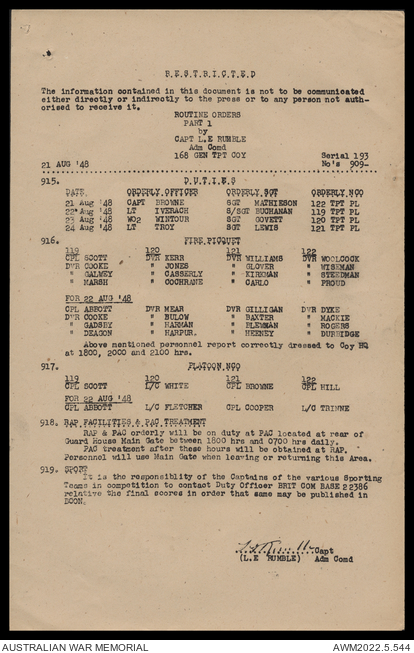 R.E.S.T.R.I.C.T.E.D
The information contained in this document is not to be communicated
either directly or indirectly to the press or to any person not auth-
orised to receive it.
ROUTINE ORDERS
PART 1
by
CAPT L.E RUMBLE
Adm Comd
168 GEN TPT COY
Serial 193
21 AUG '48 No's 909-
915. D.U.T.I.E.S
DATE ORDERLY OFFICER ORDERLY SGT ORDERLY NCO
21 Aug '48 CAPT BROWNE SGT MATHYESON 122 TPT PL
22 Aug '48 LT IVERACH S/SGT BUCHANAN 119 TPT PL
23 Aug '48 WO2 WINTOUR SGT GOVETT 120 TPT PL
24 Aug '48 LT TROY SGT LEWIS 121 TPT PL
916. FIRE PICQUET
119 120 121 122
CPL SCOTT DVR KERR DVR WILLIAMS DVR WOOLCOCK
DVR COOKE " JONES " GLOVER " WISEMAN
" GALWEY " CASSERLY " KIRKHAM " STEEDMAN
" MARSH " COCHRANE " CARLO " PROUD
FOR 22 AUG '48
CPL ABBOTT DVR MEAR DVR GILLIGAN DVR DYKE
DVR COOKE " BULOW " BAXTER " MACKIE
" GADSBY " HARMAN " BLEWMAN " ROGERS
" DEAGON " HARPUR. " HEENEY " DURRIDGE
Above mentioned personnel report correctly dressed to Coy HQ
at 1800, 2000 and 2100 hrs.
917. PLATOON NCO
119 120 121 122
CPL SCOTT L/C WHITE CPL BROWNE CPL HILL
FOR 22 AUG '48
CPL ABBOTT L/C FLETCHER CPL COOPER L/C TRINNE
918. RAP FACILITIES & PAC TREATMENT
RAP & PAC orderly will be on duty at PAC located at rear of
Guard House Main Gate between 1800 hrs and 0700 hrs daily.
PAC treatment after these hours will be obtained at RAP.
Personnel will use Main Gate when leaving or returning this Area.
919. SPORT
It is the responsibility of the Captains of the various Sporting
Teams in competition to contact Duty Officer BRIT COM BASE 22386
relative the final scores in order that same may be published in
BCON.
Capt
(L.E RUMBLE) Adm Comd
AUSTRALIAN WAR MEMORIAL AWM2022.5.544